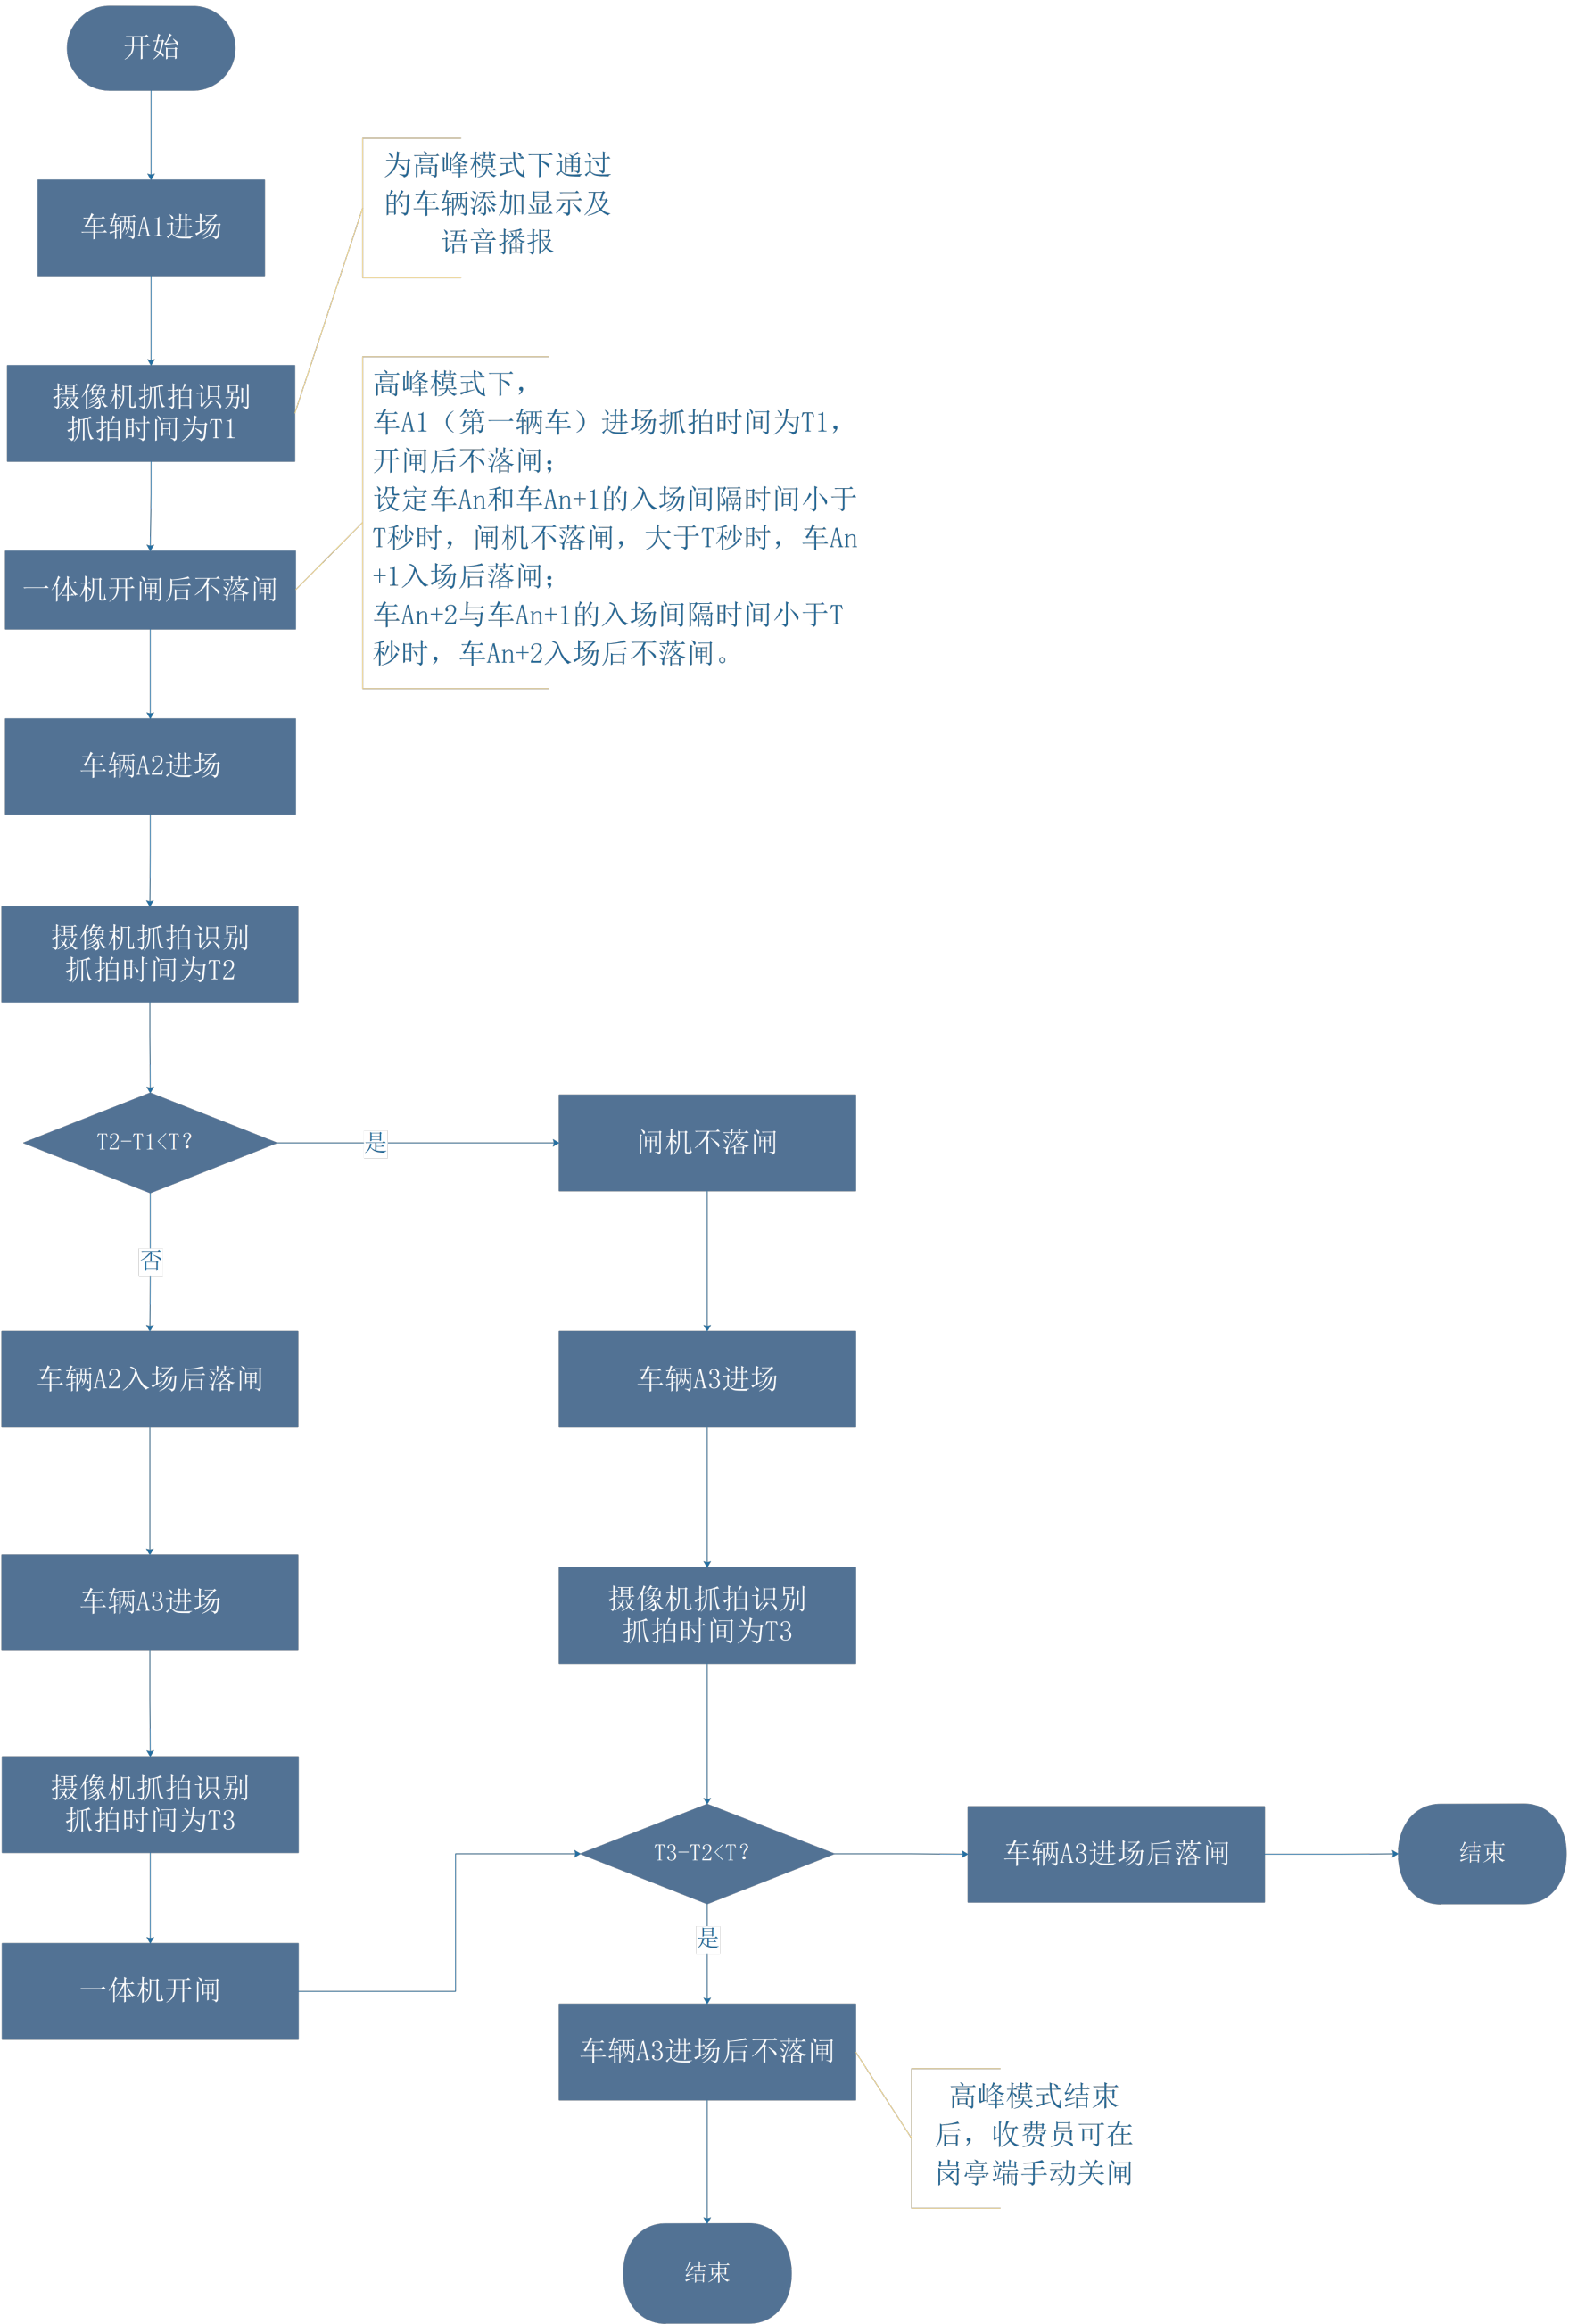 开始
车辆A1进场
为高峰模式下通过
的车辆添加显示及
语音播报
摄像机抓拍识别
抓拍时间为T1
高峰模式下，
车A1（第一辆车）进场抓拍时间为T1，
开闸后不落闸；
设定车An和车An+1的入场间隔时间小于
T秒时，闸机不落闸，大于T秒时，车An
+1入场后落闸；
车An+2与车An+1的入场间隔时间小于T
秒时，车An+2入场后不落闸。
一体机开闸后不落闸
车辆A2进场
摄像机抓拍识别
抓拍时间为T2
T2-T1<T?
是
闸机不落闸
否
车辆A2入场后落闸
车辆A3进场
车辆A3进场
摄像机抓拍识别
抓拍时间为T3
摄像机抓拍识别
抓拍时间为T3
T3-T2<T?
车辆A3进场后落闸
结束
是
一体机开闸
车辆A3进场后不落闸
高峰模式结束
后，收费员可在
岗亭端手动关闸
结束